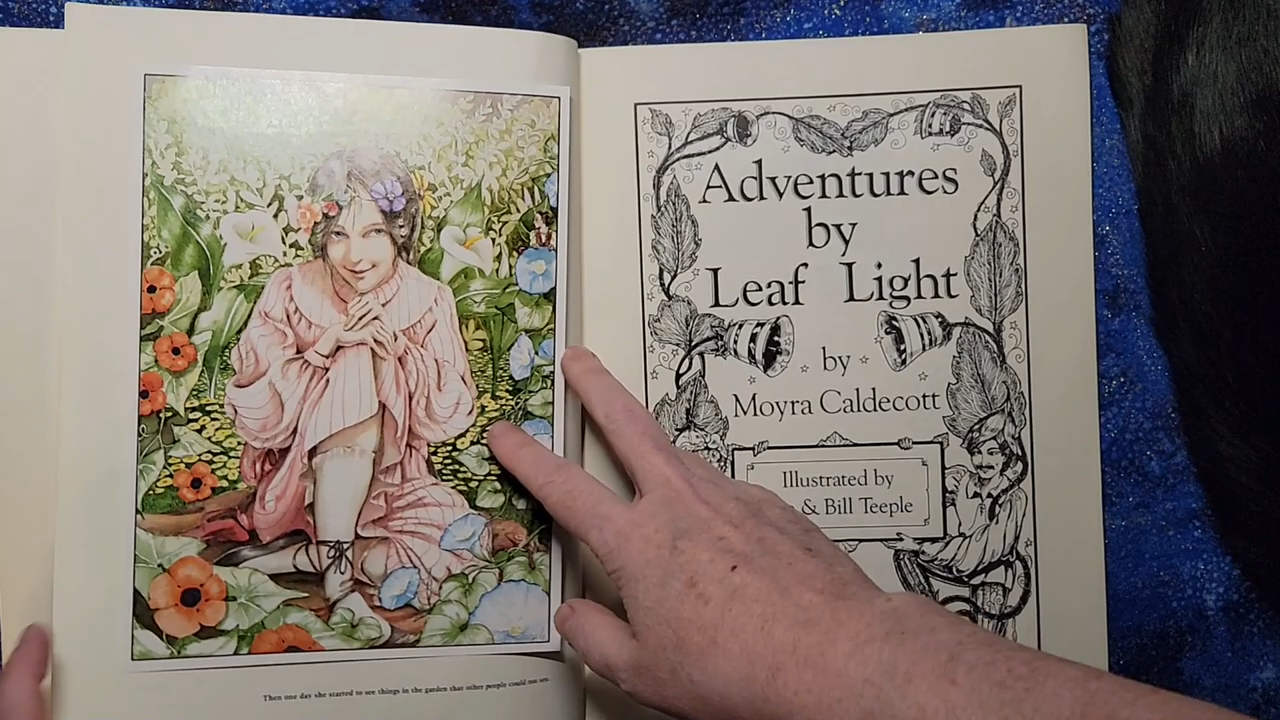 Then one day she started to see things in the garden that other people could not see.
Adventures
by
Leaf Light
by
Moyra Caldecott
Illustrated by
& Bill Teeple